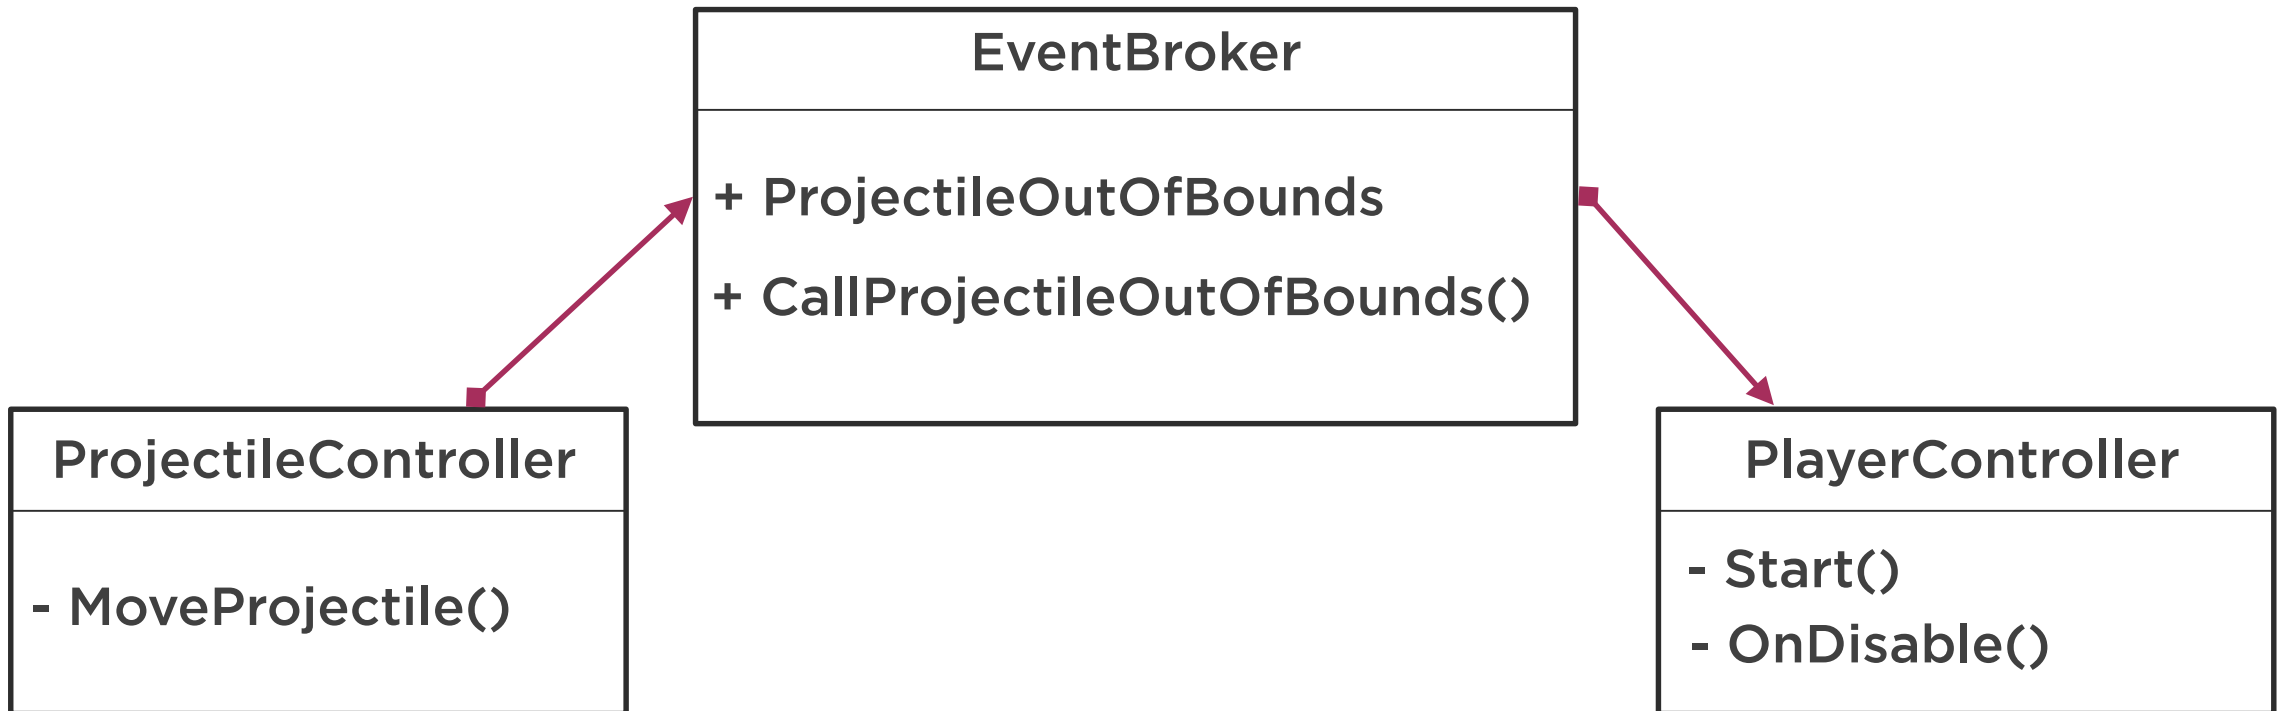 EventBroker
+ ProjectileOutOfBounds
+ CallProjectileOutOfBounds()
ProjectileController
- MoveProjectile()
PlayerController
- Start()
- OnDisable()